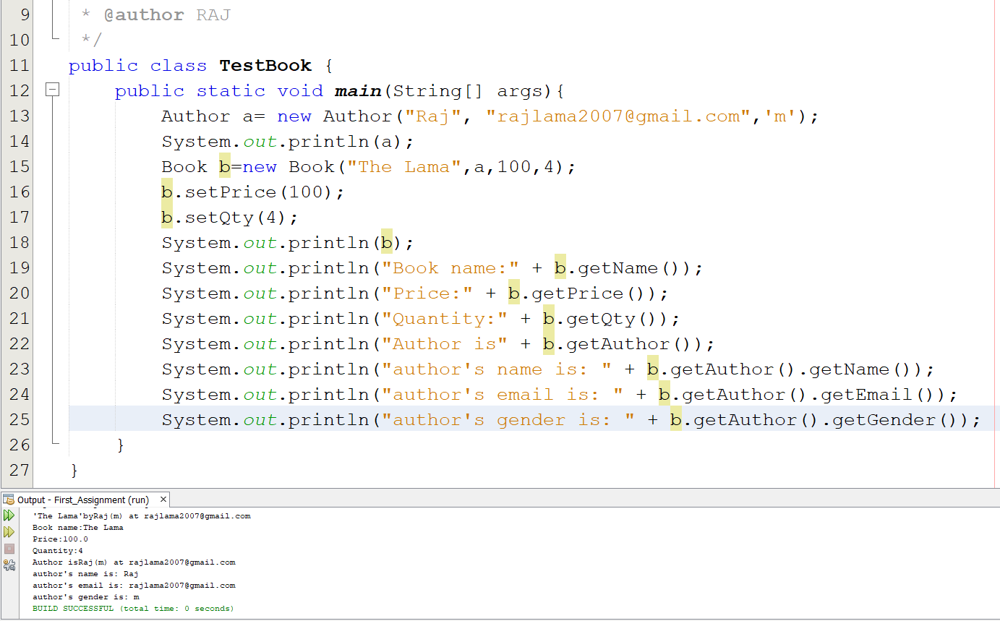 9 * @author RAJ
10 */
11 public class TestBook {
12 public static void main(String[] args){
13 Author a= new Author("Raj", "rajlama2007@gmail.com",'m');
14 System.out.println(a);
15 Book b=new Book("The Lama",a,100,4);
16 b.setPrice(100);
17 b.setQty(4);
18 System.out.println(b);
19 System.out.println("Book name:" + b.getName());
20 System.out.println("Price:" + b.getPrice());
21 System.out.println("Quantity:" + b.getQty());
22 System.out.println("Author is" + b.getAuthor());
23 System.out.println("author's name is: " + b.getAuthor().getName());
24 System.out.println("author's email is: " + b.getAuthor().getEmail());
25 System.out.println("author's gender is: " + b.getAuthor().getGender());
26 }
27 }
Output - First_Assignment (run) ×
'The Lama'byRaj(m) at rajlama2007@gmail.com
Book name:The Lama
Price:100.0
Quantity:4
Author isRaj(m) at rajlama2007@gmail.com
author's name is: Raj
author's email is: rajlama2007@gmail.com
author's gender is: m
BUILD SUCCESSFUL (total time: 0 seconds)